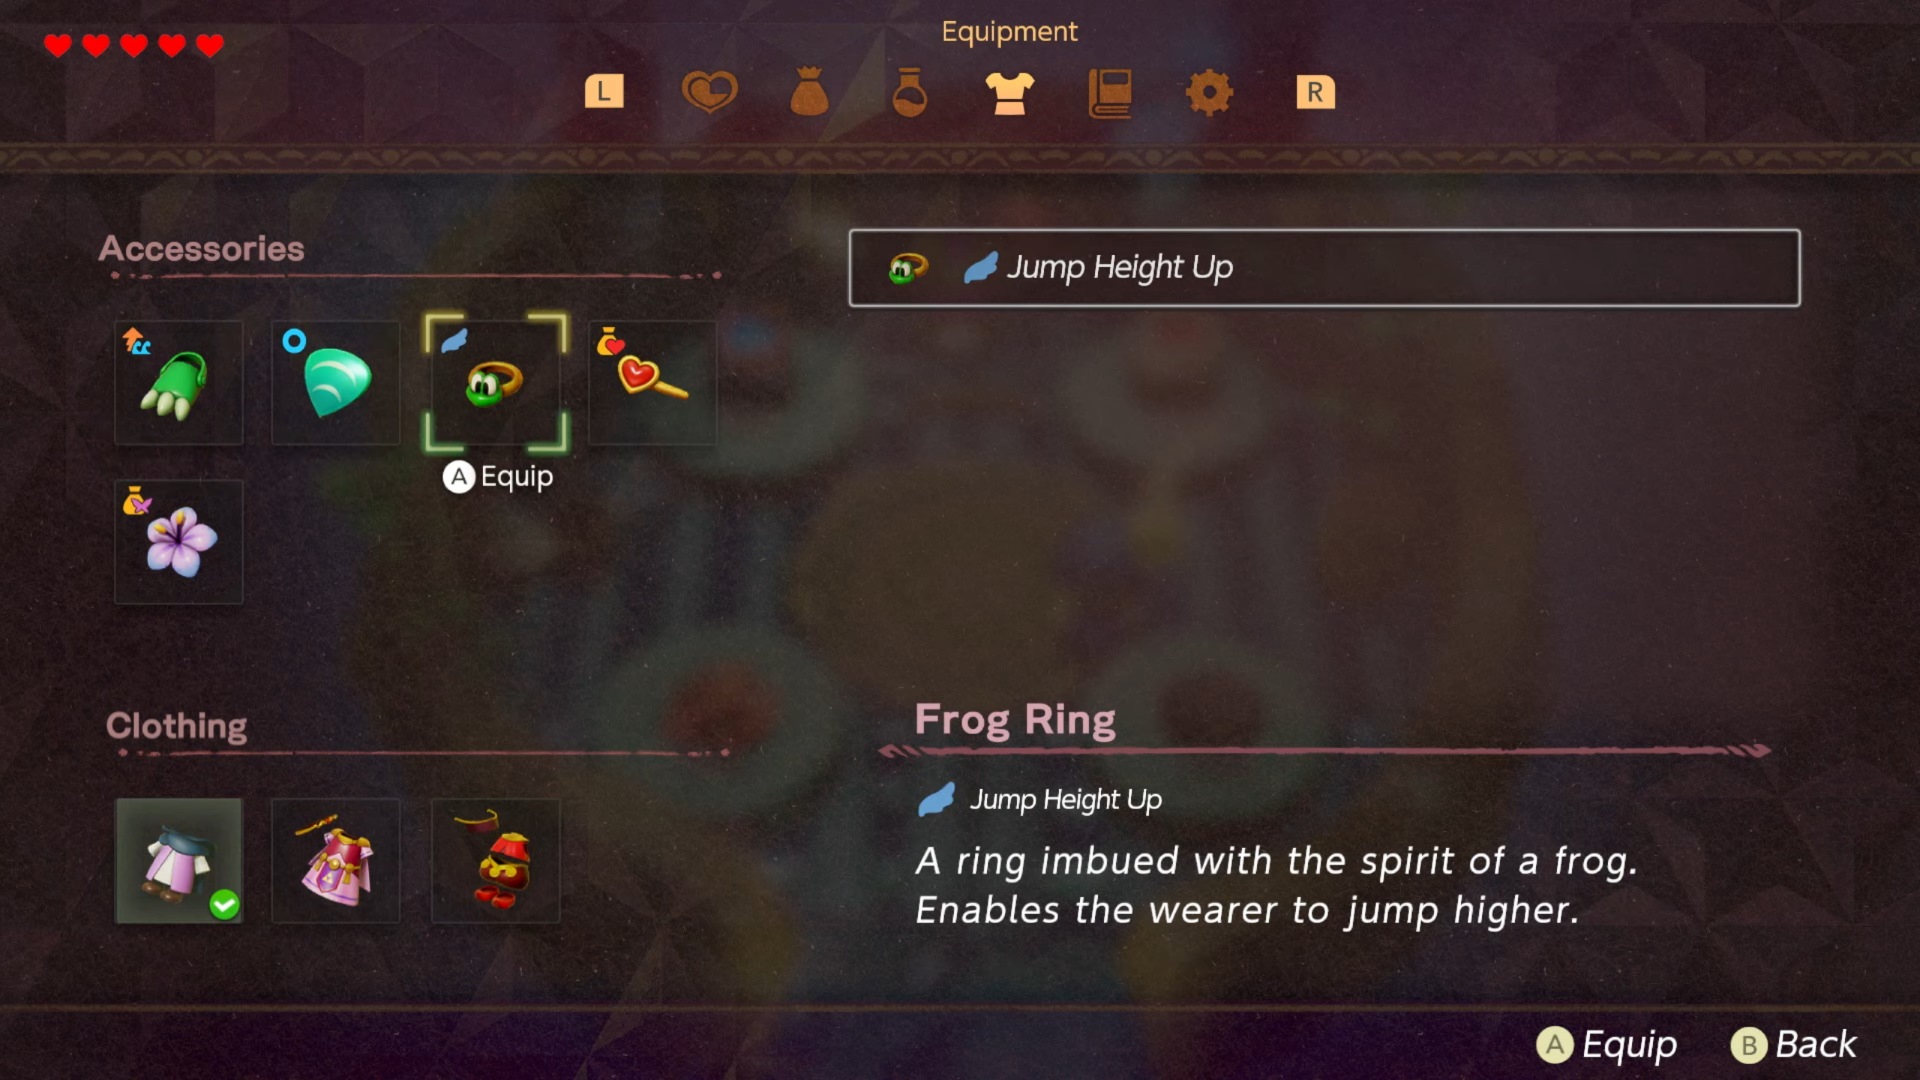 Equipment
L
R
Accessories
Jump Height Up
A Equip
Clothing
Frog Ring
Jump Height Up
A ring imbued with the spirit of a frog.
Enables the wearer to jump higher.
A Equip B Back